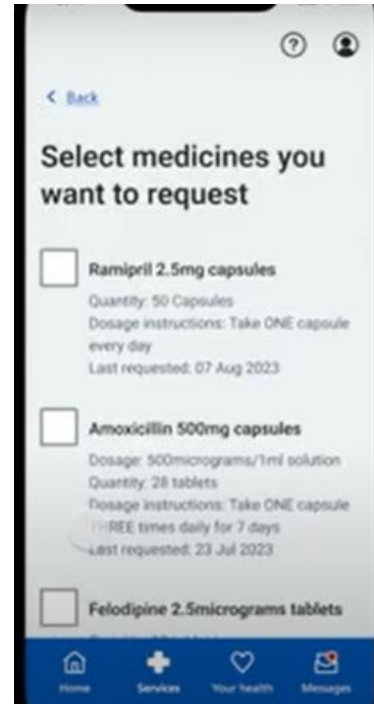 Back
Select medicines you
want to request
Ramipril 2.5mg capsules
Quantity: 50 Capsules
Dosage instructions: Take ONE capsule
every day
Last requested: 07 Aug 2023
Amoxicillin 500mg capsules
Dosage: 500micrograms/1ml solution
Quantity: 28 tablets
Dosage instructions: Take ONE capsule
THREE times daily for 7 days
Last requested: 23 Jul 2023
Felodipine 2.5micrograms tablets
Home
Services
Your health
Messages